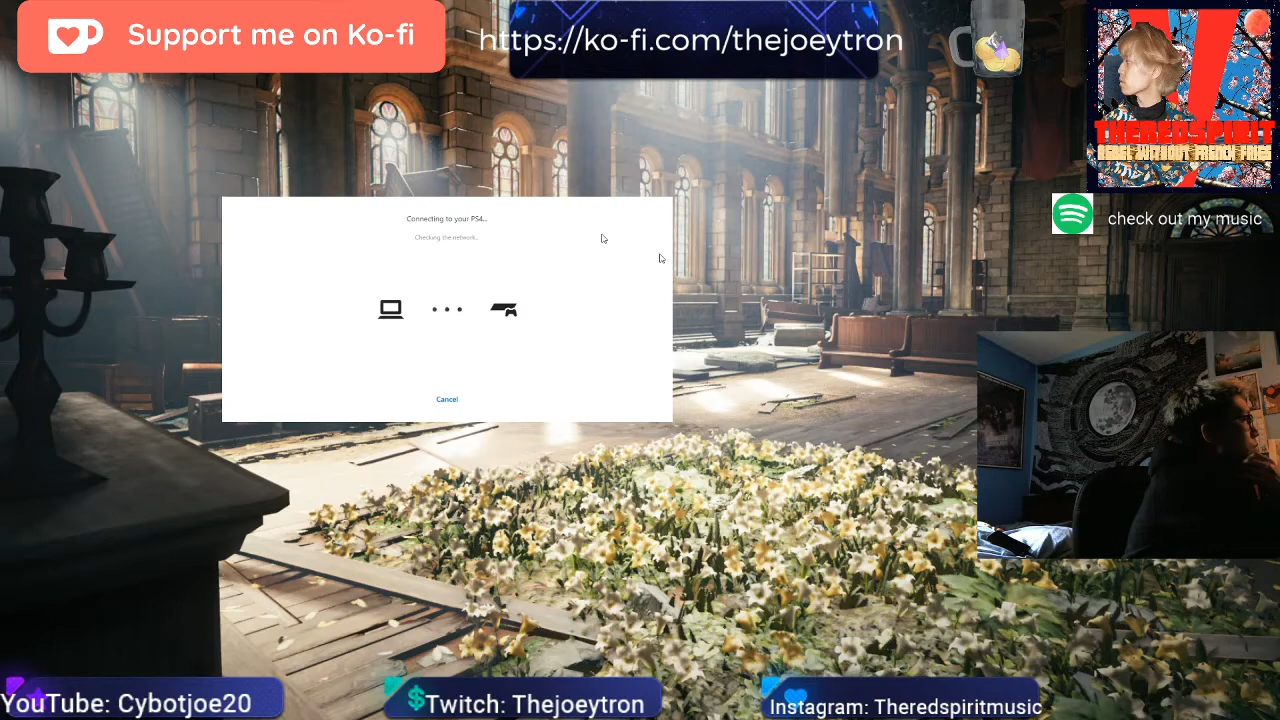 Support me on Ko-fi
https://ko-fi.com/thejoeytron
THEREDSPIRIT
check out my music
Connecting to your PS4...
Checking the network...
Cancel
YouTube: Cybotjoe20
Twitch: Thejoeytron
Instagram: Theredspiritmusic